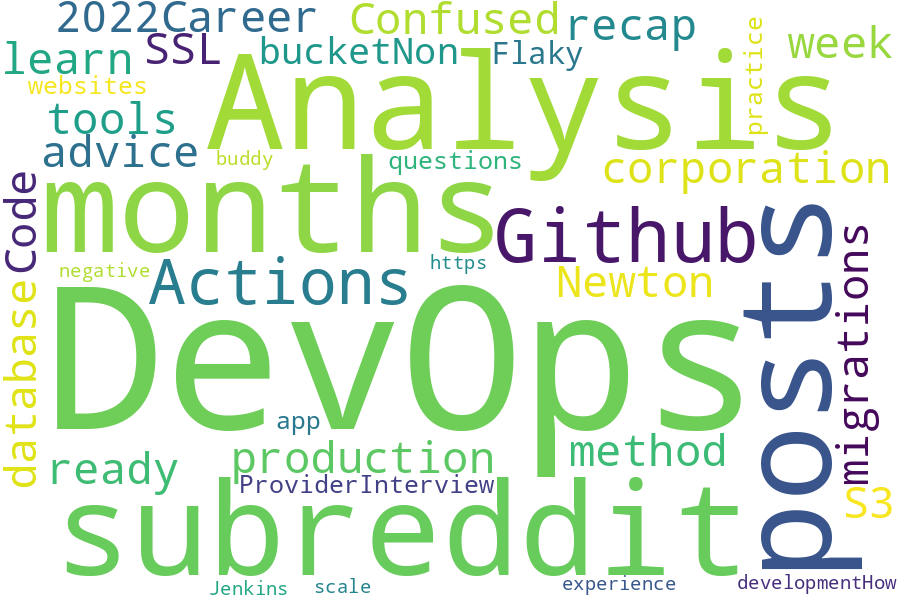 2022Career
Confused
recap
week
learn
SSL
bucketNon
Flaky
practice
websites
Analysis
tools
advice
buddy
questions
corporation
months
Code
Github
posts
negative
Actions
https
Newton
migrations
database
DevOps
app
ready
production
method
ProviderInterview
S3
subreddit
Jenkins
scale
experience
developmentHow